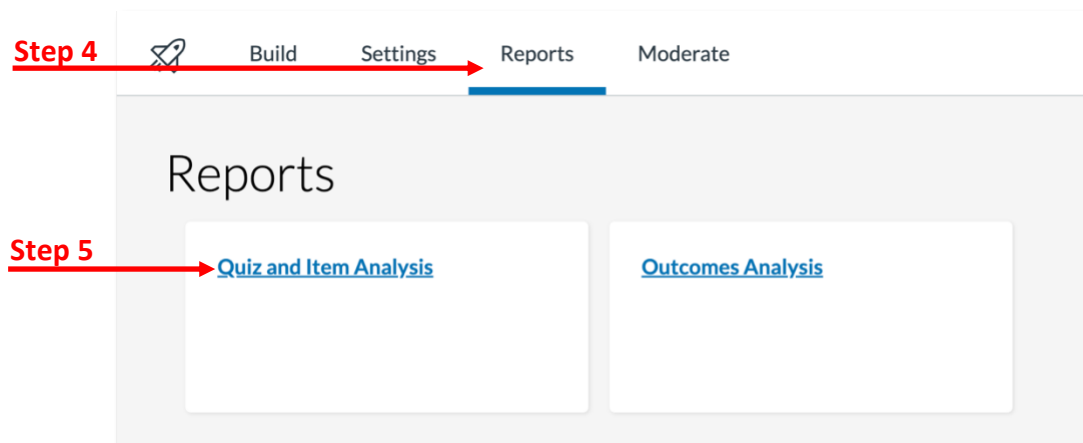 Step 4
Build Settings Reports Moderate
Reports
Step 5
Quiz and Item Analysis Outcomes Analysis